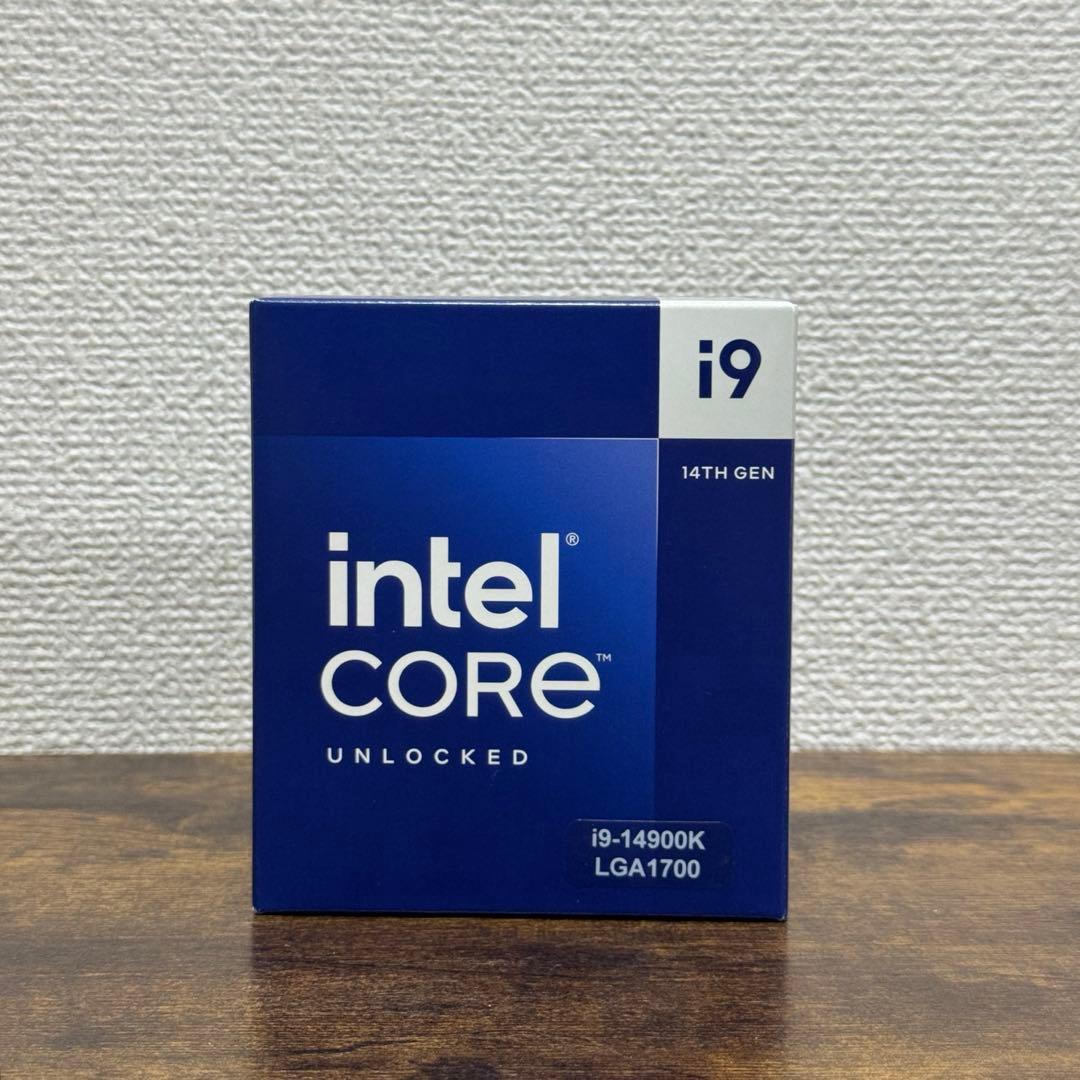 i9
14TH GEN
intel®
CORe™
UNLOCKED
i9-14900K
LGA1700